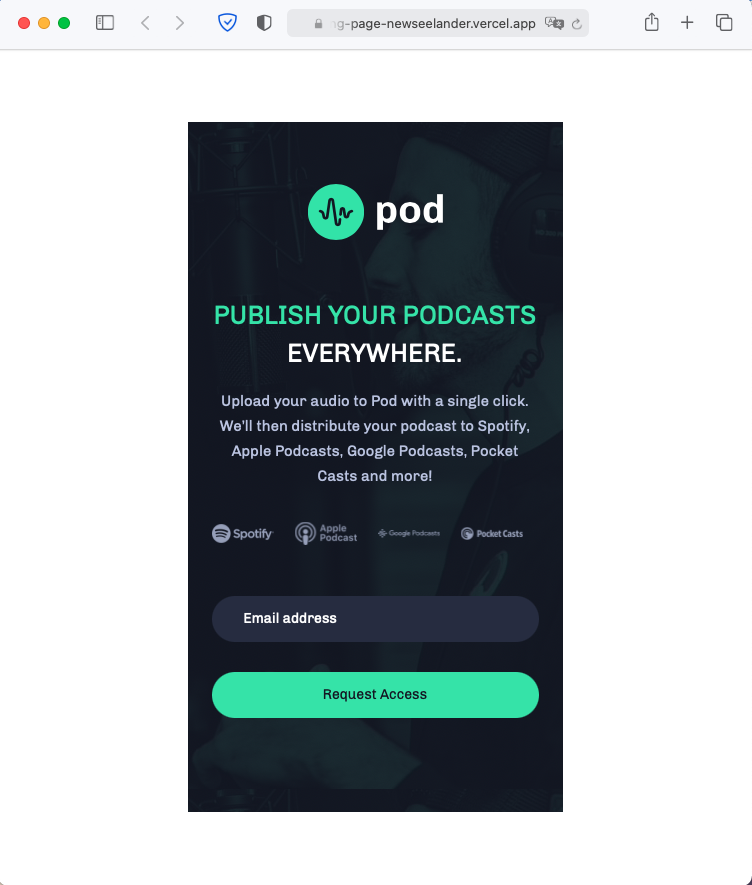 g-page-newseelander.vercel.app
pod
PUBLISH YOUR PODCASTS
EVERYWHERE.
Upload your audio to Pod with a single click.
We'll then distribute your podcast to Spotify,
Apple Podcasts, Google Podcasts, Pocket
Casts and more!
Spotify
Apple
Podcast
Google Podcasts
Pocket Casts
Email address
Request Access